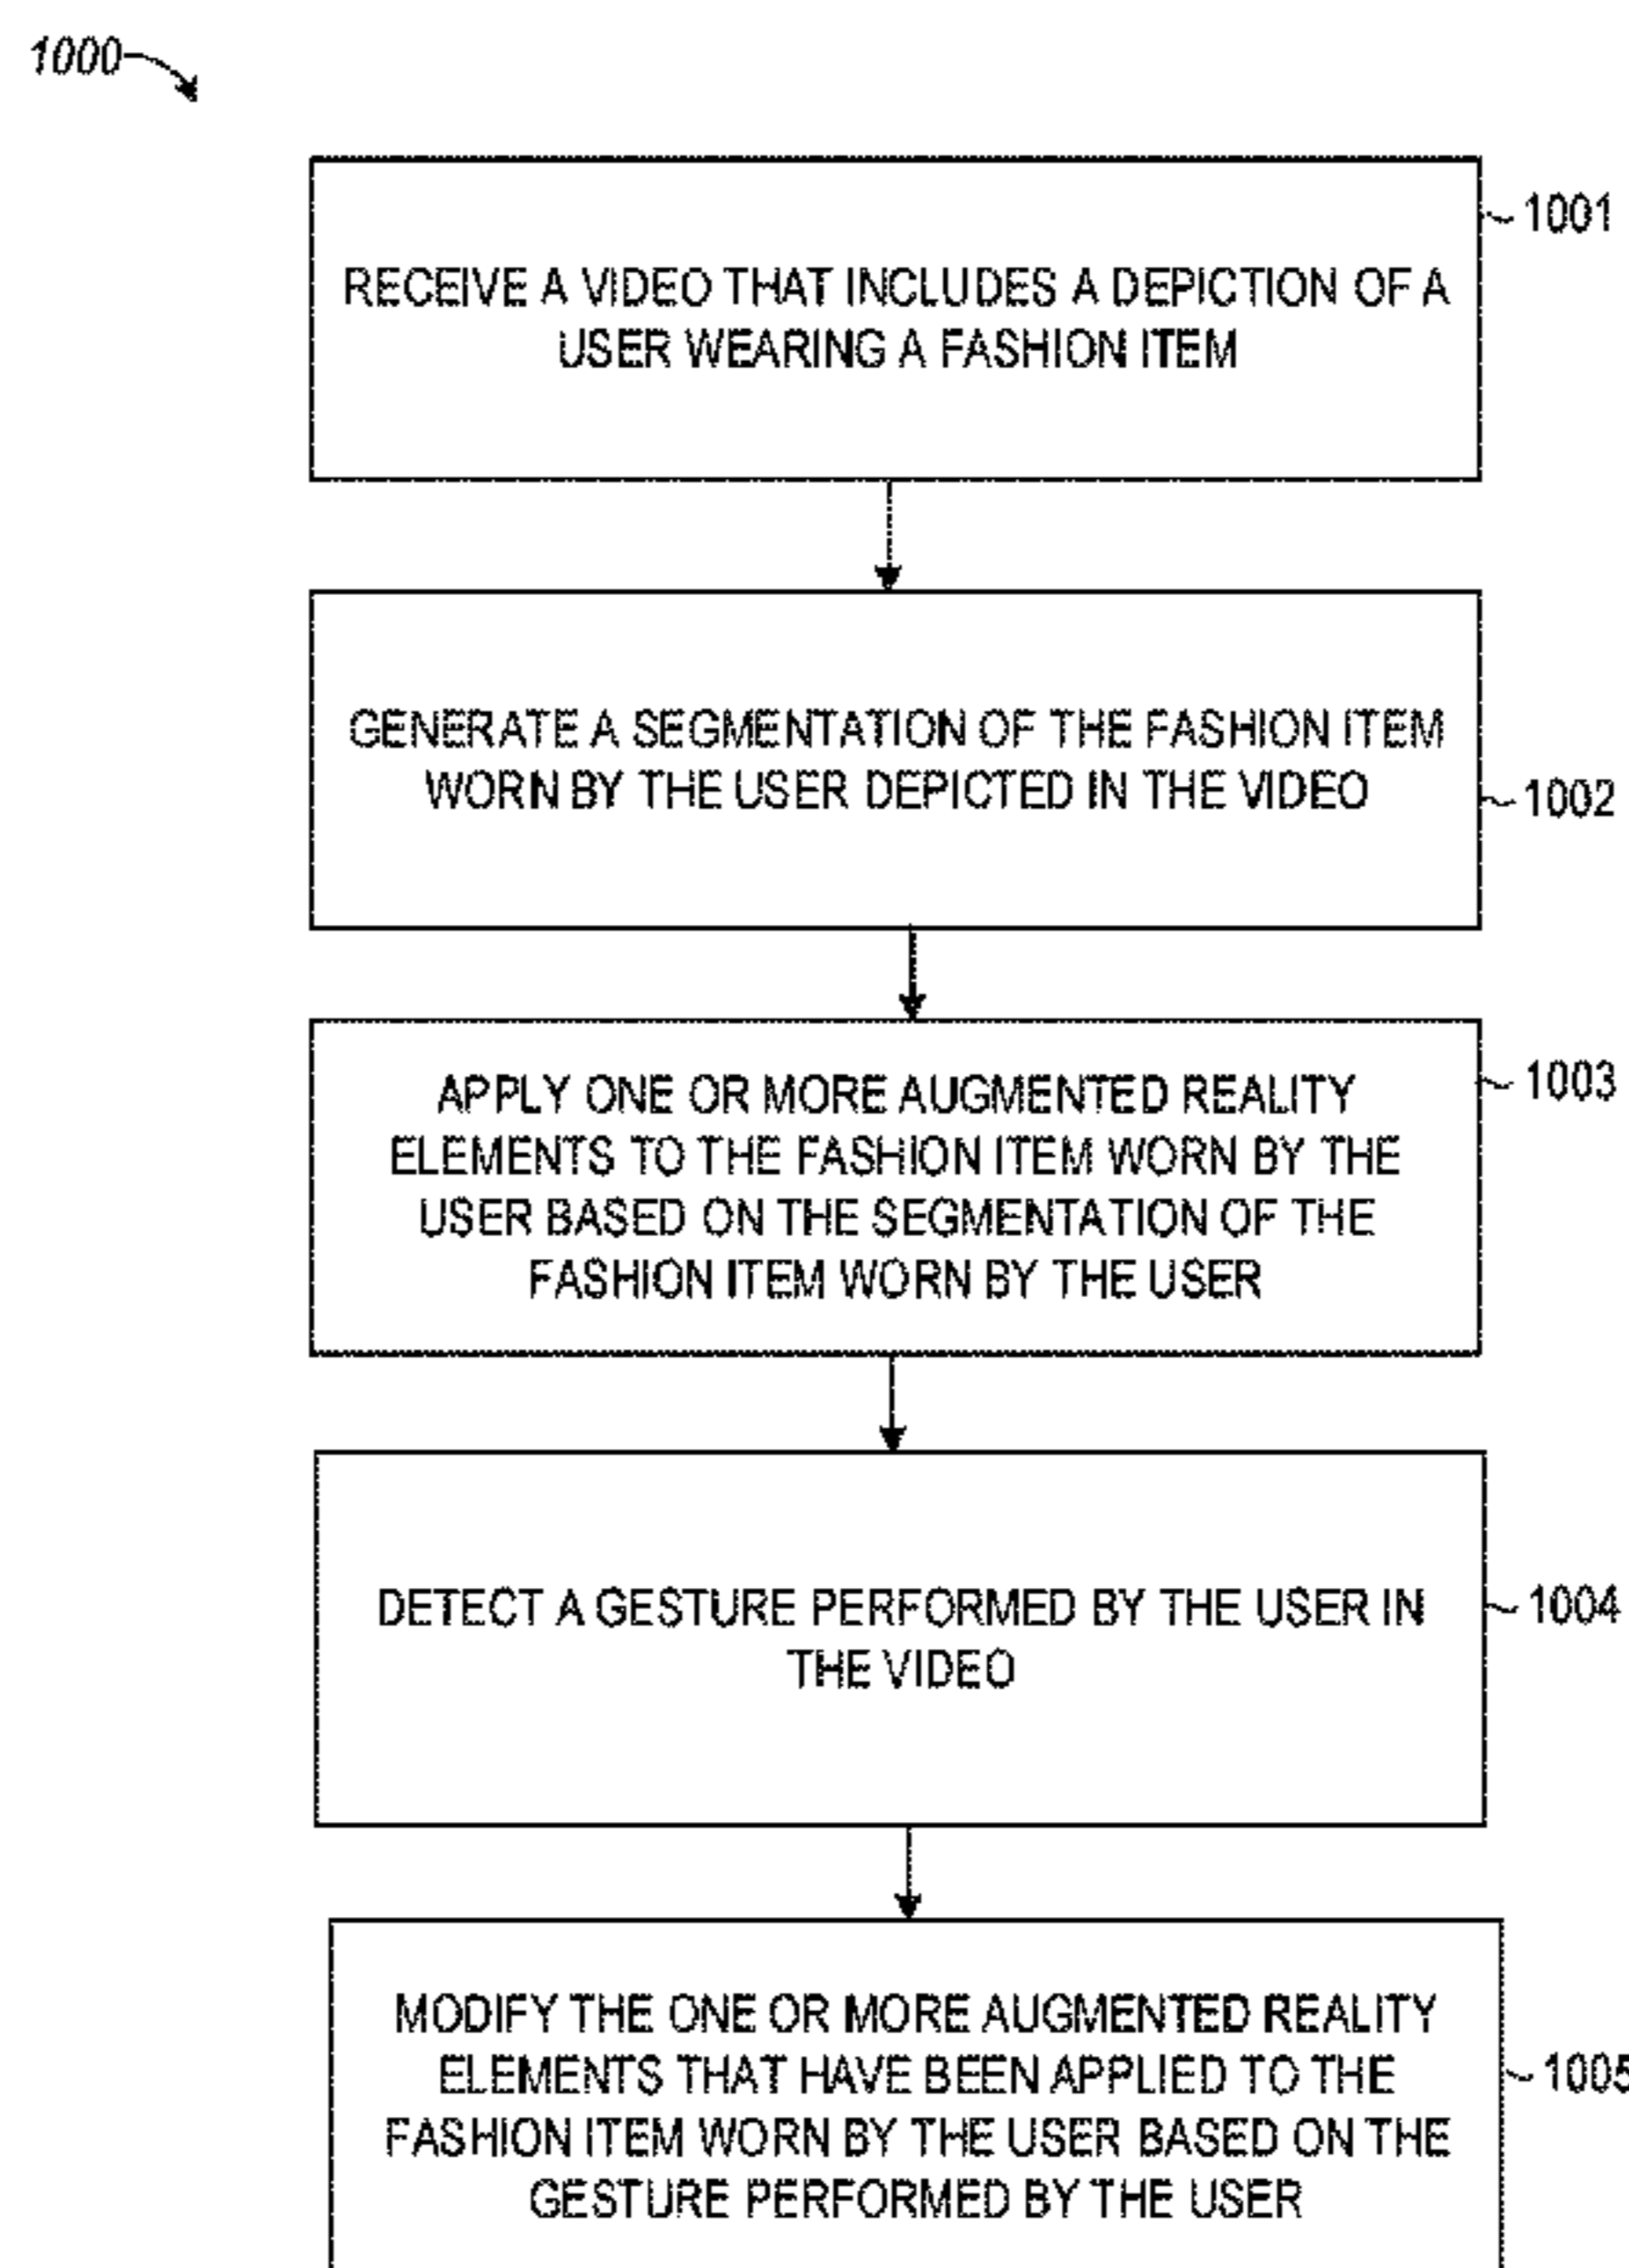 1000
RECEIVE A VIDEO THAT INCLUDES A DEPICTION OF A
USER WEARING A FASHION ITEM
1001
GENERATE A SEGMENTATION OF THE FASHION ITEM
WORN BY THE USER DEPICTED IN THE VIDEO
1002
APPLY ONE OR MORE AUGMENTED REALITY
ELEMENTS TO THE FASHION ITEM WORN BY THE
USER BASED ON THE SEGMENTATION OF THE
FASHION ITEM WORN BY THE USER
1003
DETECT A GESTURE PERFORMED BY THE USER IN
THE VIDEO
1004
MODIFY THE ONE OR MORE AUGMENTED REALITY
ELEMENTS THAT HAVE BEEN APPLIED TO THE
FASHION ITEM WORN BY THE USER BASED ON THE
GESTURE PERFORMED BY THE USER
1005